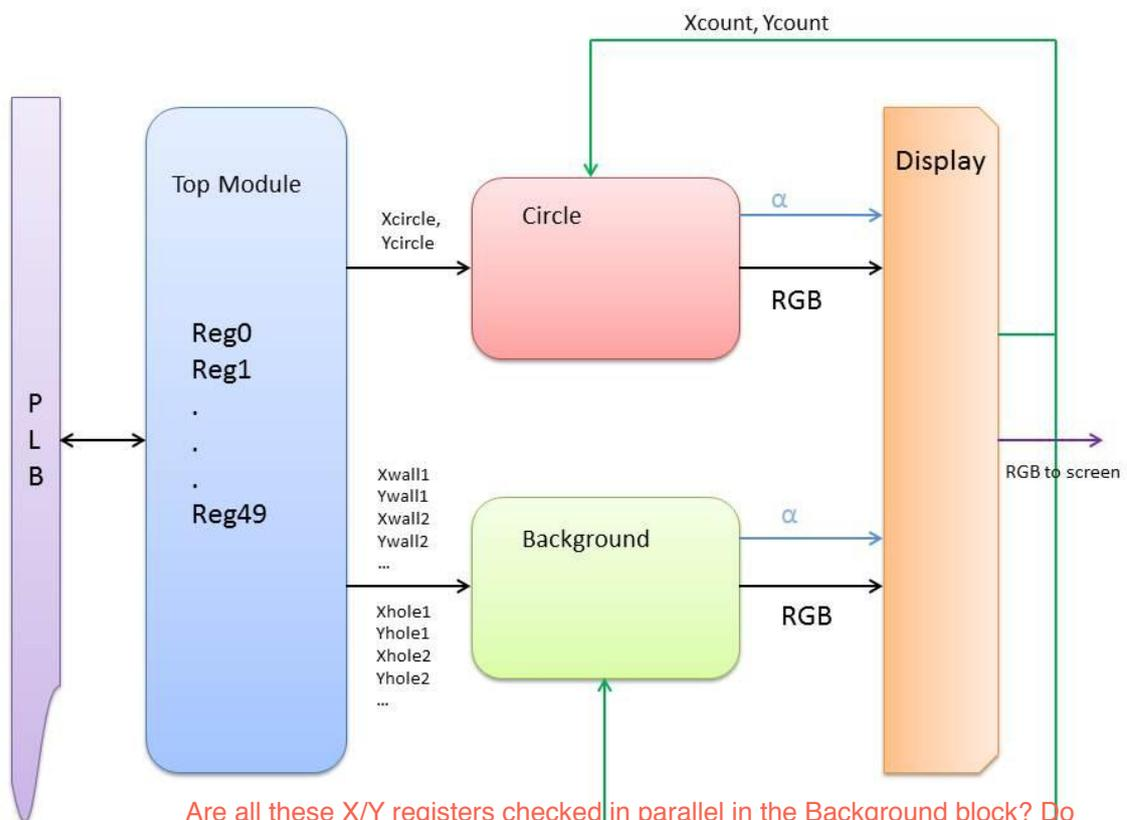 Xcount, Ycount
P
L
B
Top Module
Reg0
Reg1
.
.
.
Reg49
Xcircle,
Ycircle
Circle
α
RGB
Xwall1
Ywall1
Xwall2
Ywall2
...
Xhole1
Yhole1
Xhole2
Yhole2
...
Background
α
RGB
Display
RGB to screen
Are all these X/Y registers checked in parallel in the Background block? Do